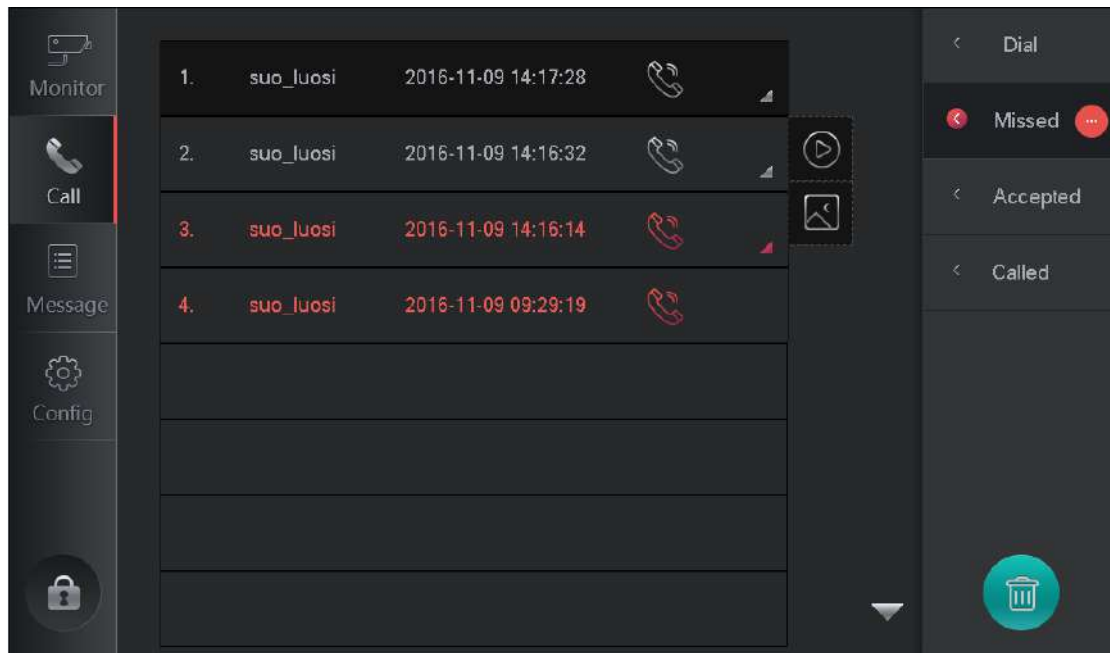 Monitor
Call
Message
Config
1. suo_luosi 2016-11-09 14:17:28
2. suo_luosi 2016-11-09 14:16:32
3. suo_luosi 2016-11-09 14:16:14
4. suo_luosi 2016-11-09 09:29:19
Dial
Missed ...
Accepted
Called